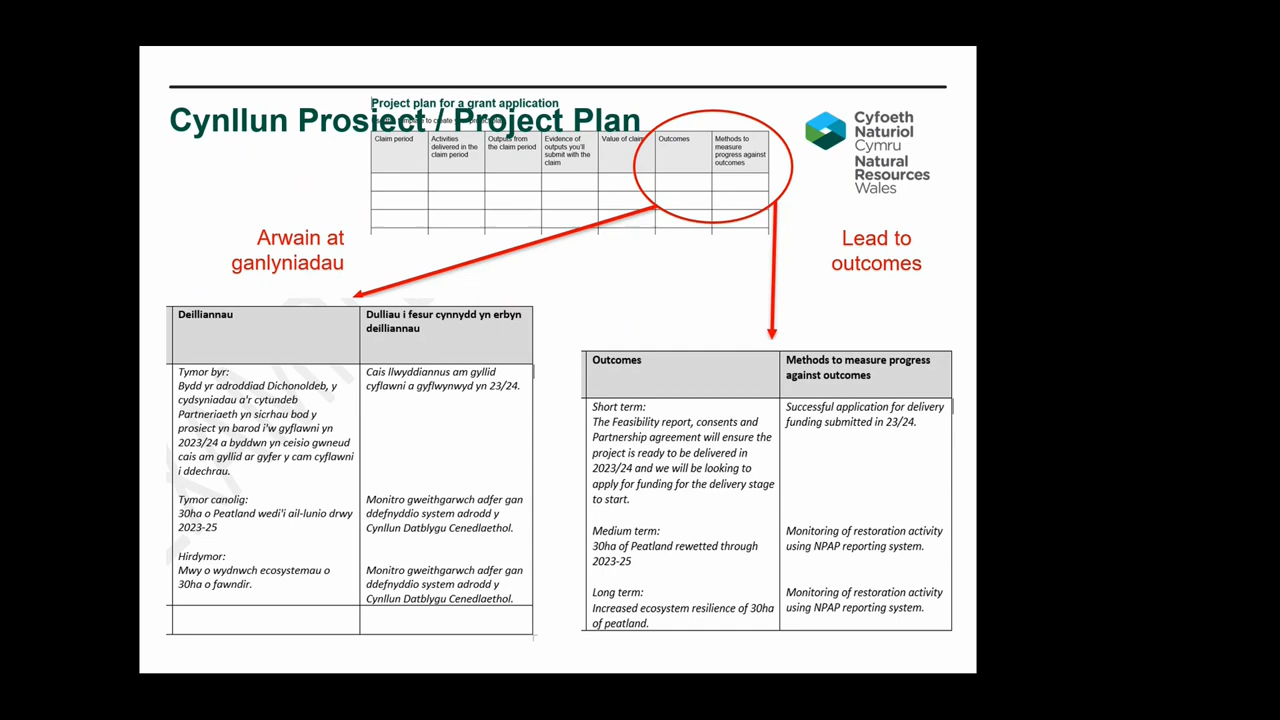 Cynllun Prosiect / Project Plan
Project plan for a grant application
Claim period
Activities
delivered in the
claim period
Outputs from
the claim period
Evidence of
outputs you'll
submit with the
claim
Value of claim
Outcomes
Methods to
measure
progress against
outcomes
Cyfoeth
Naturiol
Cymru
Natural
Resources
Wales
Arwain at
ganlyniadau
Lead to
outcomes
Deilliannau
Dulliau i fesur cynnydd yn erbyn
deilliannau
Tymor byr:
Bydd yr adroddiad Dichonoldeb, y
cydsyniadau a'r cytundeb
Partneriaeth yn sicrhau bod y
prosiect yn barod i'w gyflawni yn
2023/24 a byddwn yn ceisio gwneud
cais am gyllid ar gyfer y cam cyflawni
i ddechrau.
Cais llwyddiannus am gyllid
cyflawni a gyflwynwyd yn 23/24.
Tymor canolig:
30ha o Peatland wedi'i ail-lunio drwy
2023-25
Monitro gweithgarwch adfer gan
ddefnyddio system adrodd y
Cynllun Datblygu Cenedlaethol.
Hirdymor:
Mwy o wydnwch ecosystemau o
30ha o fawndir.
Monitro gweithgarwch adfer gan
ddefnyddio system adrodd y
Cynllun Datblygu Cenedlaethol.
Outcomes
Methods to measure progress
against outcomes
Short term:
The Feasibility report, consents and
Partnership agreement will ensure the
project is ready to be delivered in
2023/24 and we will be looking to
apply for funding for the delivery stage
to start.
Successful application for delivery
funding submitted in 23/24.
Medium term:
30ha of Peatland rewetted through
2023-25
Monitoring of restoration activity
using NPAP reporting system.
Long term:
Increased ecosystem resilience of 30ha
of peatland.
Monitoring of restoration activity
using NPAP reporting system.